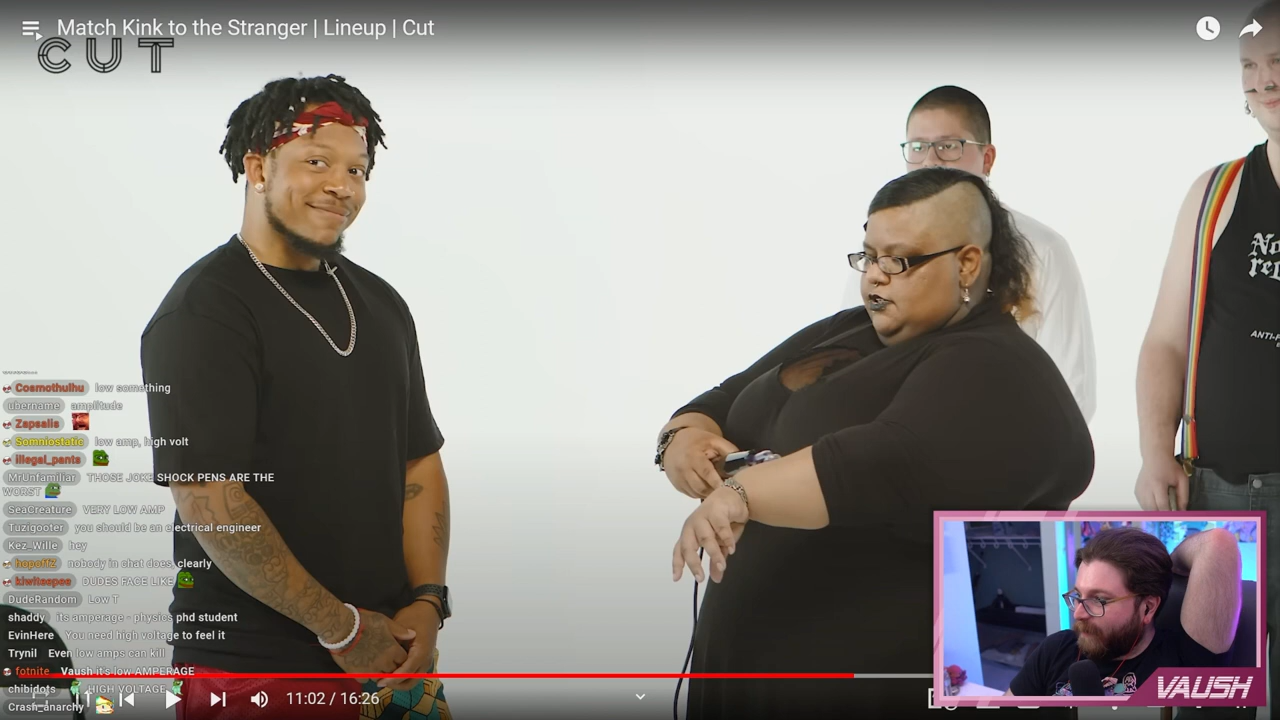 Match Kink to the Stranger | Lineup | Cut
CUT
Cosmothulhu low something
ubername amplitude
Zapsalis
Somniostatic low amp, high volt
illegal_pants
MrUnfamiliar THOSE JOKE SHOCK PENS ARE THE
WORST
SeaCreature VERY LOW AMP
Tuzigooter you should be an electrical engineer
Kez_Wille hey
nobody in chat does, clearly
DUDES FACE LIKE
DudeRandom Low T
shaddy its amperage - physics phd student
EvinHere You need high voltage to feel it
Trynil Even low amps can kill
fotnite Vaush it's low AMPERAGE
chibidots HIGH VOLTAGE
Crash_anarchy
11:02 / 16:26
VAUSH